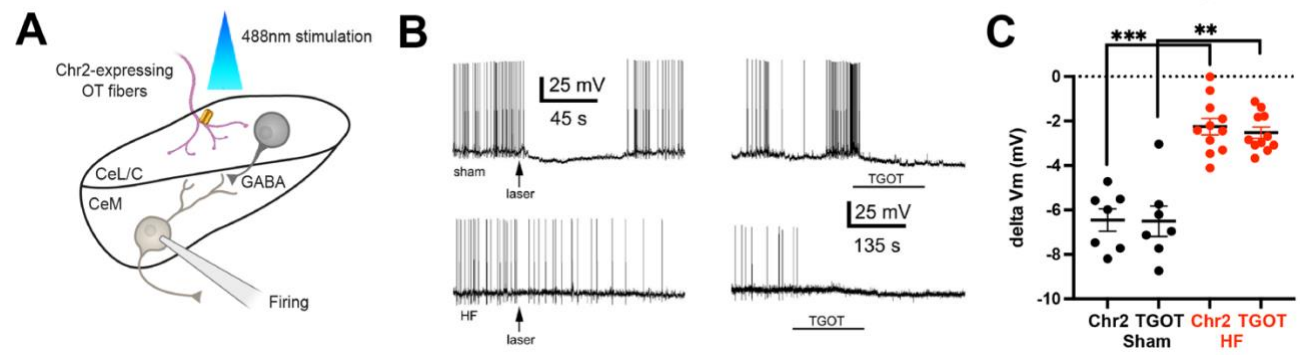 A
488nm stimulation
Chr2-expressing
OT fibers
CeL/C
GABA
CeM
Firing
B
25 mV
45 s
sham
laser
TGOT
25 mV
135 s
HF
laser
TGOT
C
*** **
0
-2
-4
-6
-8
-10
delta Vm (mV)
Chr2 TGOT Chr2 TGOT
Sham HF